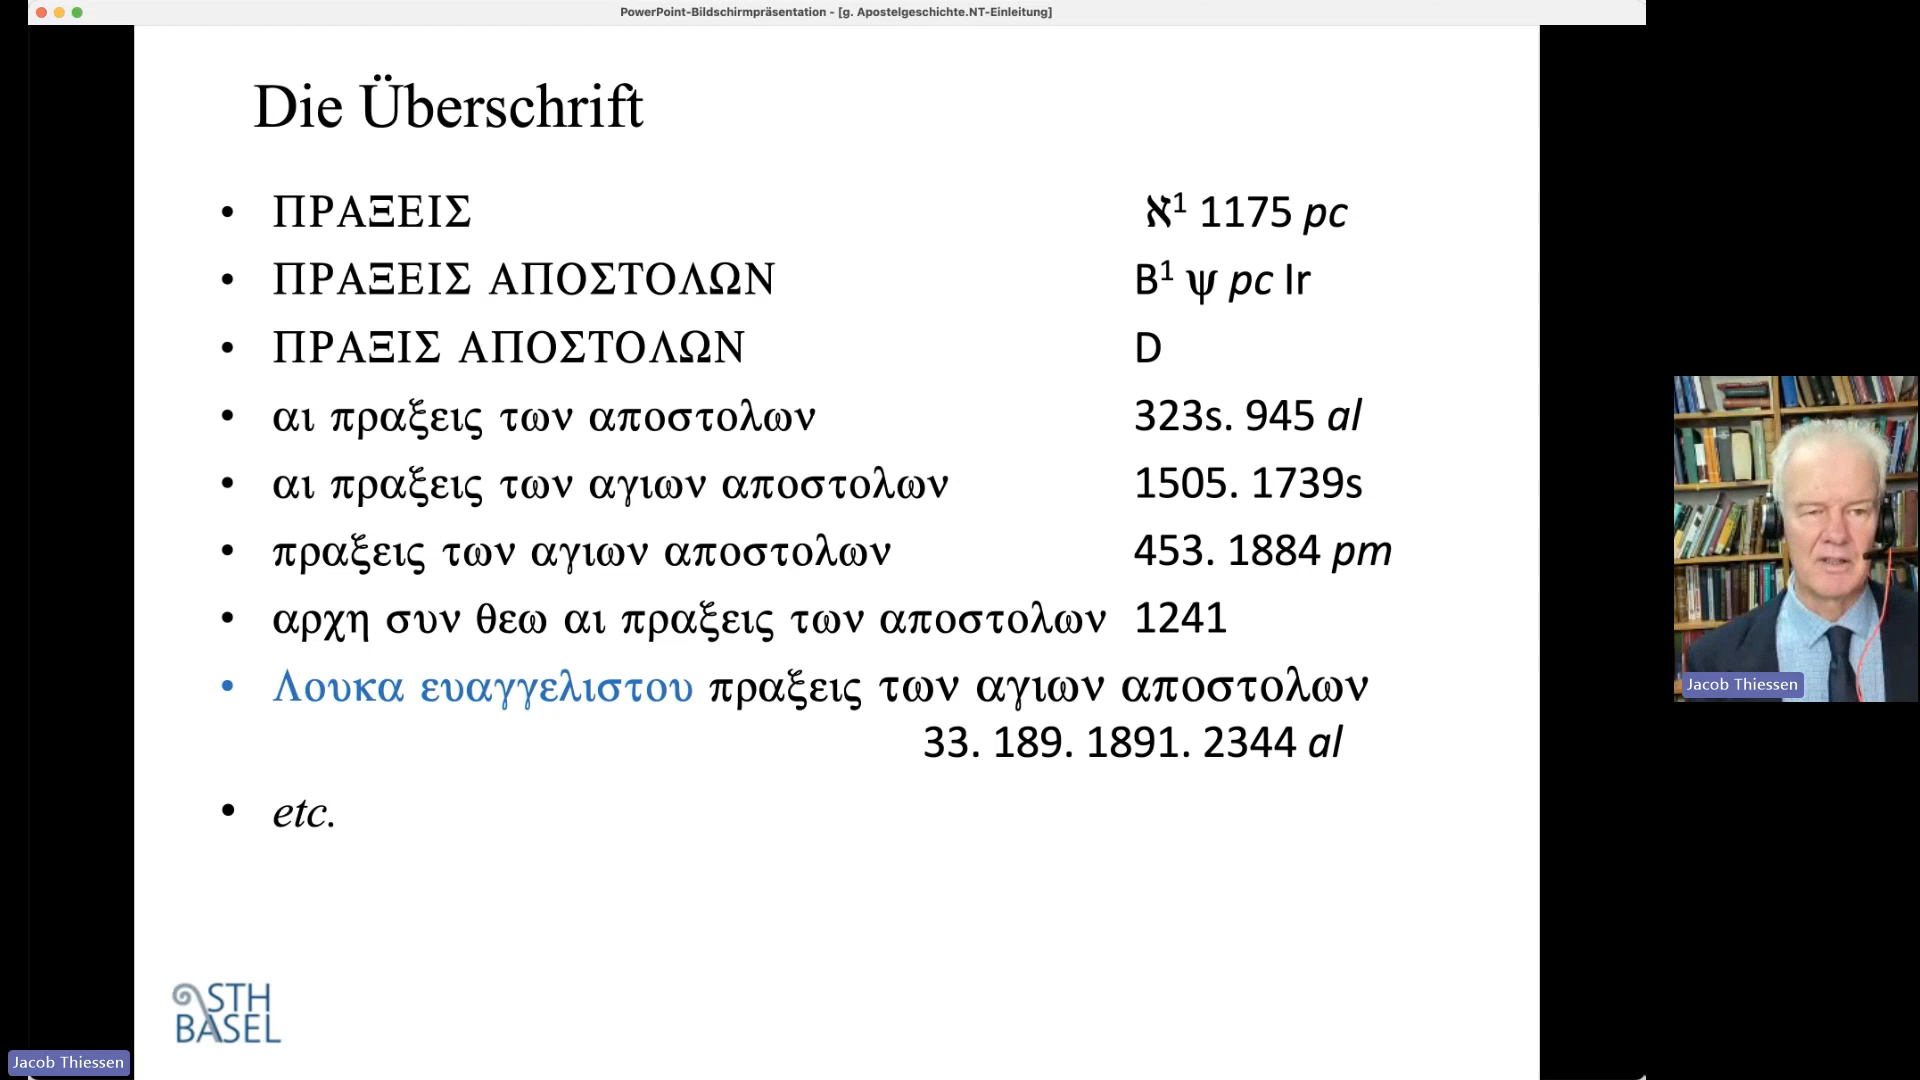 PowerPoint-Bildschirmpräsentation - [g. Apostelgeschichte.NT-Einleitung]
Die Überschrift
• ΠΡΑΞΕΙΣ א¹ 1175 pc
• ΠΡΑΞΕΙΣ ΑΠΟΣΤΟΛΩΝ B¹ ψ pc Ir
• ΠΡΑΞΙΣ ΑΠΟΣΤΟΛΩΝ D
• αι πραξεις των αποστολων 323s. 945 al
• αι πραξεις των αγιων αποστολων 1505. 1739s
• πραξεις των αγιων αποστολων 453. 1884 pm
• αρχη συν θεω αι πραξεις των αποστολων 1241
• Λουκα ευαγγελιστου πραξεις των αγιων αποστολων
33. 189. 1891. 2344 al
• etc.
STH
BASEL
Jacob Thiessen
Jacob Thiessen